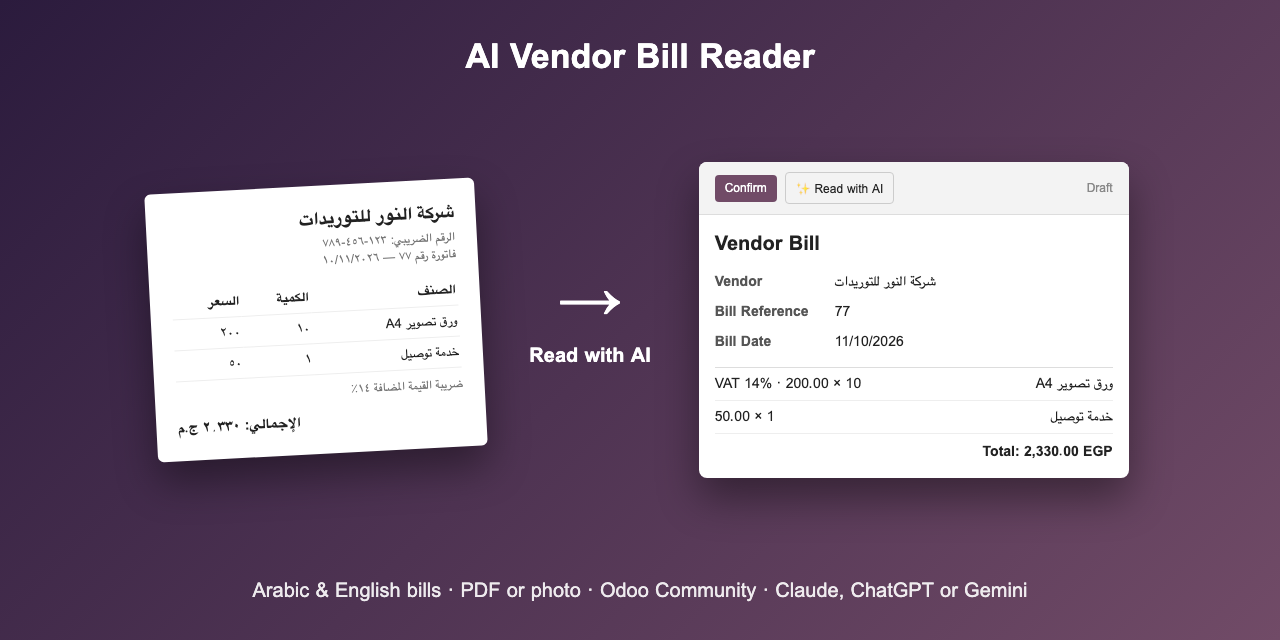 AI Vendor Bill Reader
شركة النور للتوريدات
الرقم الضريبي: ١٢٣-٤٥٦-٧٨٩
فاتورة رقم ٧٧ — ١٠/١١/٢٠٢٦
الصنف الكمية السعر
ورق تصوير A4 ١٠ ٢٠٠
خدمة توصيل ١ ٥٠
ضريبة القيمة المضافة ١٤٪
الإجمالي: ٢,٣٣٠ ج.م
→
Read with AI
Confirm ✨ Read with AI Draft
Vendor Bill
Vendor شركة النور للتوريدات
Bill Reference 77
Bill Date 11/10/2026
VAT 14% · 200.00 × 10 ورق تصوير A4
50.00 × 1 خدمة توصيل
Total: 2,330.00 EGP
Arabic & English bills · PDF or photo · Odoo Community · Claude, ChatGPT or Gemini